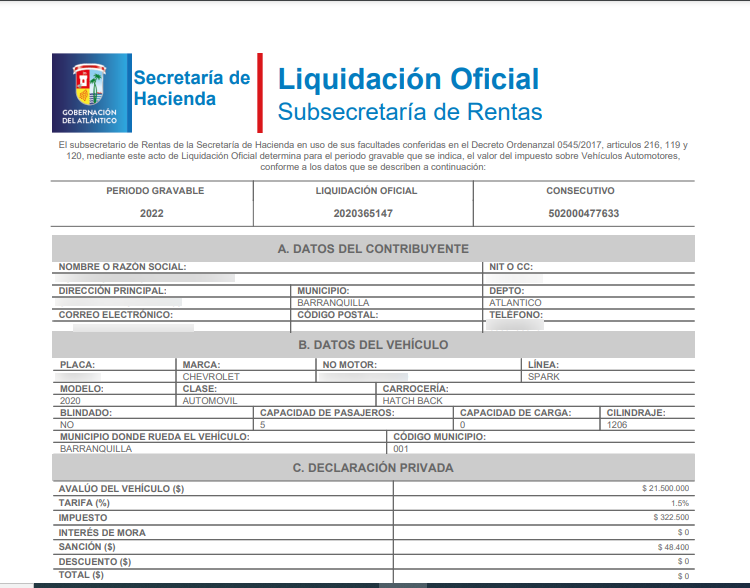 GOBERNACIÓN
DEL ATLÁNTICO
Secretaría de
Hacienda
Liquidación Oficial
Subsecretaría de Rentas
El subsecretario de Rentas de la Secretaría de Hacienda en uso de sus facultades conferidas en el Decreto Ordenanzal 0545/2017, articulos 216, 119 y
120, mediante este acto de Liquidación Oficial determina para el periodo gravable que se indica, el valor del impuesto sobre Vehículos Automotores,
conforme a los datos que se describen a continuación:
PERIODO GRAVABLE LIQUIDACIÓN OFICIAL CONSECUTIVO
2022 2020365147 502000477633
A. DATOS DEL CONTRIBUYENTE
NOMBRE O RAZÓN SOCIAL: NIT O CC:
DIRECCIÓN PRINCIPAL: MUNICIPIO: DEPTO:
BARRANQUILLA ATLANTICO
CORREO ELECTRÓNICO: CÓDIGO POSTAL: TELÉFONO:
B. DATOS DEL VEHÍCULO
PLACA: MARCA: NO MOTOR: LÍNEA:
CHEVROLET SPARK
MODELO: CLASE: CARROCERÍA:
2020 AUTOMOVIL HATCH BACK
BLINDADO: CAPACIDAD DE PASAJEROS: CAPACIDAD DE CARGA: CILINDRAJE:
NO 5 0 1206
MUNICIPIO DONDE RUEDA EL VEHÍCULO: CÓDIGO MUNICIPIO:
BARRANQUILLA 001
C. DECLARACIÓN PRIVADA
AVALÚO DEL VEHÍCULO ($) $ 21.500.000
TARIFA (%) 1.5%
IMPUESTO $ 322.500
INTERÉS DE MORA $ 0
SANCIÓN ($) $ 48.400
DESCUENTO ($) $ 0
TOTAL ($) $ 0